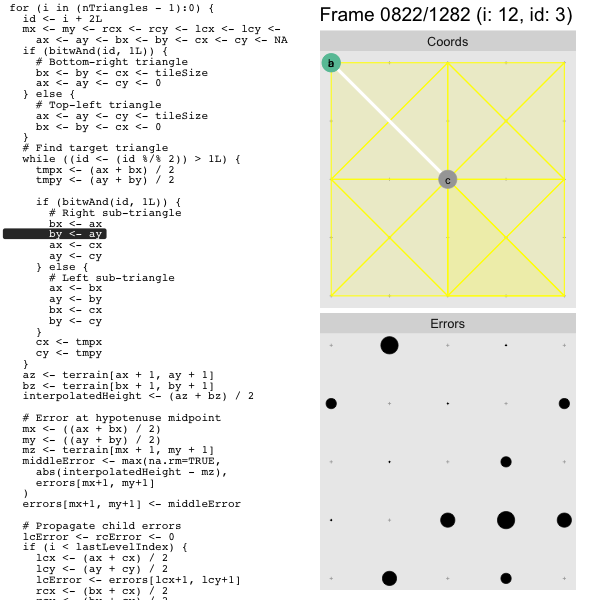 for (i in (nTriangles - 1):0) {
id <- i + 2L
mx <- my <- rcx <- rcy <- lcx <- lcy <-
ax <- ay <- bx <- by <- cx <- cy <- NA
if (bitwAnd(id, 1L)) {
# Bottom-right triangle
bx <- by <- cx <- tileSize
ax <- ay <- cy <- 0
} else {
# Top-left triangle
ax <- ay <- cy <- tileSize
bx <- by <- cx <- 0
}
# Find target triangle
while ((id <- (id %/% 2)) > 1L) {
tmpx <- (ax + bx) / 2
tmpy <- (ay + by) / 2
if (bitwAnd(id, 1L)) {
# Right sub-triangle
bx <- ax
by <- ay
ax <- cx
ay <- cy
} else {
# Left sub-triangle
ax <- bx
ay <- by
bx <- cx
by <- cy
}
cx <- tmpx
cy <- tmpy
}
az <- terrain[ax + 1, ay + 1]
bz <- terrain[bx + 1, by + 1]
interpolatedHeight <- (az + bz) / 2
# Error at hypotenuse midpoint
mx <- ((ax + bx) / 2)
my <- ((ay + by) / 2)
mz <- terrain[mx + 1, my + 1]
middleError <- max(na.rm=TRUE,
abs(interpolatedHeight - mz),
errors[mx+1, my+1]
)
errors[mx+1, my+1] <- middleError
# Propagate child errors
lcError <- rcError <- 0
if (i < lastLevelIndex) {
lcx <- (ax + cx) / 2
lcy <- (ay + cy) / 2
lcError <- errors[lcx+1, lcy+1]
rcx <- (bx + cx) / 2
Frame 0822/1282 (i: 12, id: 3)
Coords
b
c
Errors